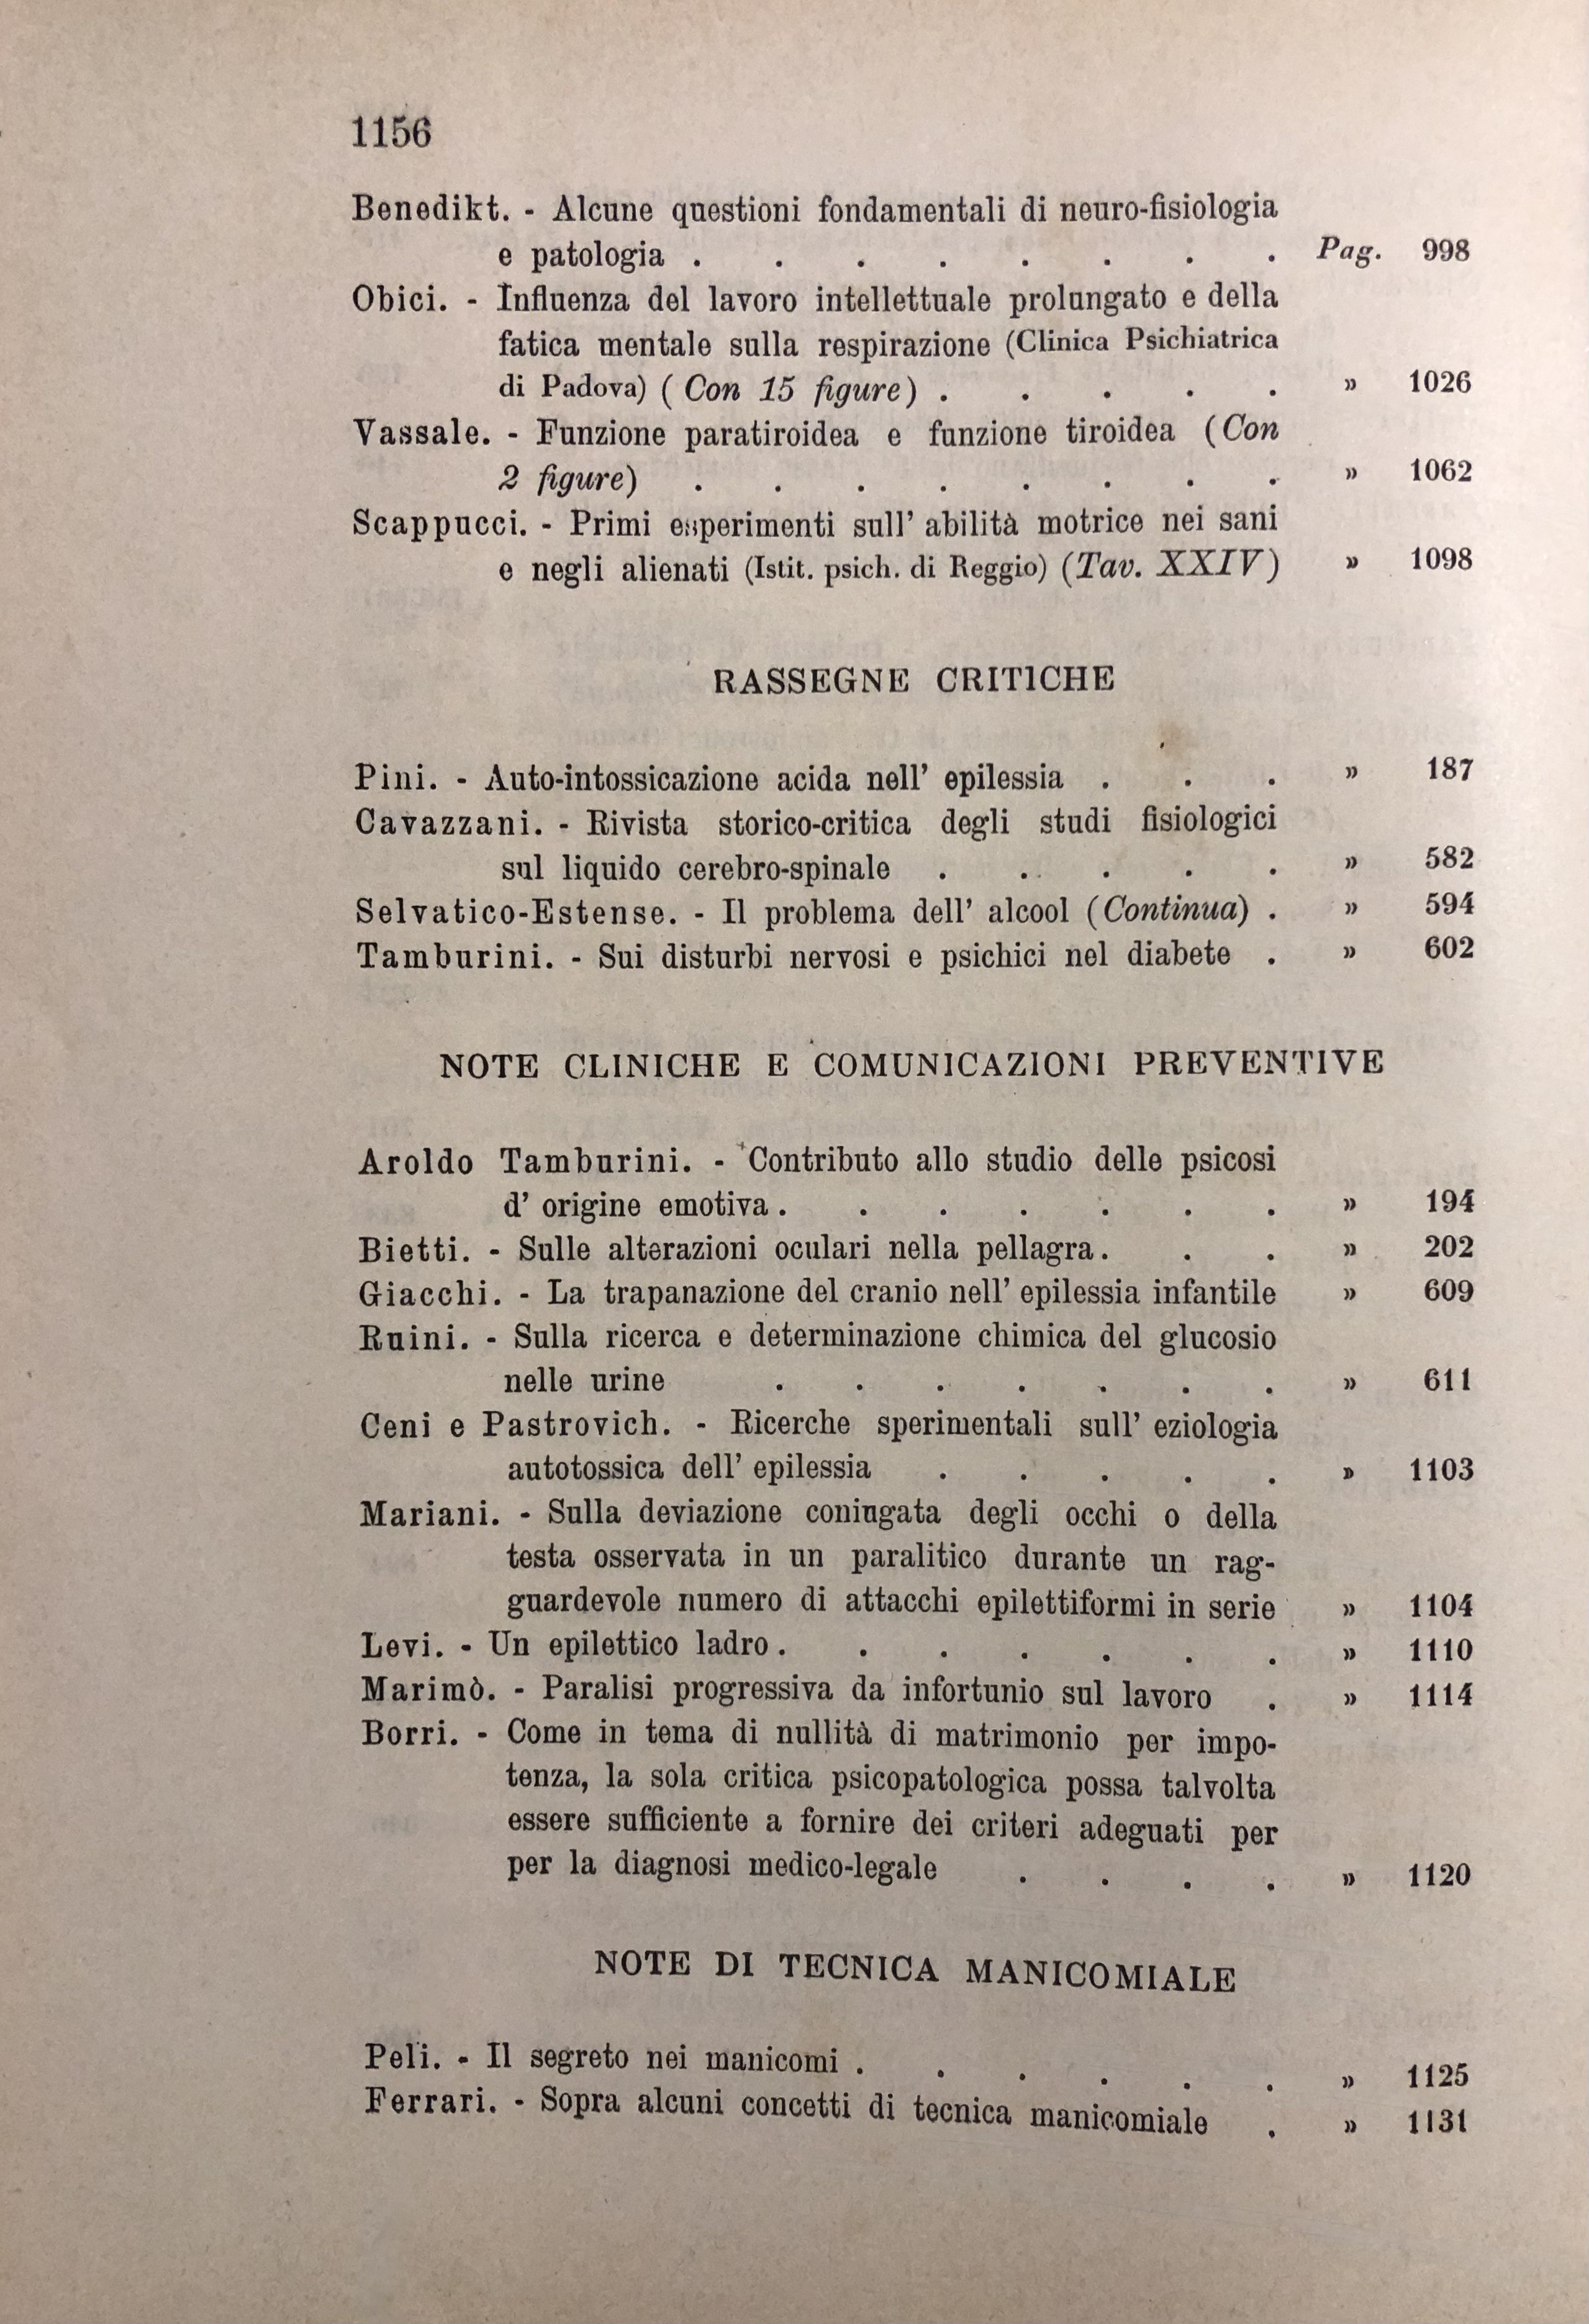 1156
Benedikt. - Alcune questioni fondamentali di neuro-fisiologia
e patologia . . . . . . . . Pag. 998
Obici. - Influenza del lavoro intellettuale prolungato e della
fatica mentale sulla respirazione (Clinica Psichiatrica
di Padova) (Con 15 figure) . . . . . » 1026
Vassale. - Funzione paratiroidea e funzione tiroidea (Con
2 figure) . . . . . . . . » 1062
Scappucci. - Primi esperimenti sull' abilità motrice nei sani
e negli alienati (Istit. psich. di Reggio) (Tav. XXIV) » 1098
RASSEGNE CRITICHE
Pini. - Auto-intossicazione acida nell' epilessia . . . » 187
Cavazzani. - Rivista storico-critica degli studi fisiologici
sul liquido cerebro-spinale . . . . . » 582
Selvatico-Estense. - Il problema dell' alcool (Continua) . » 594
Tamburini. - Sui disturbi nervosi e psichici nel diabete . » 602
NOTE CLINICHE E COMUNICAZIONI PREVENTIVE
Aroldo Tamburini. - Contributo allo studio delle psicosi
d' origine emotiva . . . . . . . » 194
Bietti. - Sulle alterazioni oculari nella pellagra . . . » 202
Giacchi. - La trapanazione del cranio nell' epilessia infantile » 609
Ruini. - Sulla ricerca e determinazione chimica del glucosio
nelle urine . . . . . . . » 611
Ceni e Pastrovich. - Ricerche sperimentali sull' eziologia
autotossica dell' epilessia . . . . . » 1103
Mariani. - Sulla deviazione coniugata degli occhi o della
testa osservata in un paralitico durante un rag-
guardevole numero di attacchi epilettiformi in serie » 1104
Levi. - Un epilettico ladro . . . . . . . » 1110
Marimò. - Paralisi progressiva da infortunio sul lavoro . » 1114
Borri. - Come in tema di nullità di matrimonio per impo-
tenza, la sola critica psicopatologica possa talvolta
essere sufficiente a fornire dei criteri adeguati per
per la diagnosi medico-legale . . . . » 1120
NOTE DI TECNICA MANICOMIALE
Peli. - Il segreto nei manicomi . . . . . . » 1125
Ferrari. - Sopra alcuni concetti di tecnica manicomiale . » 1131